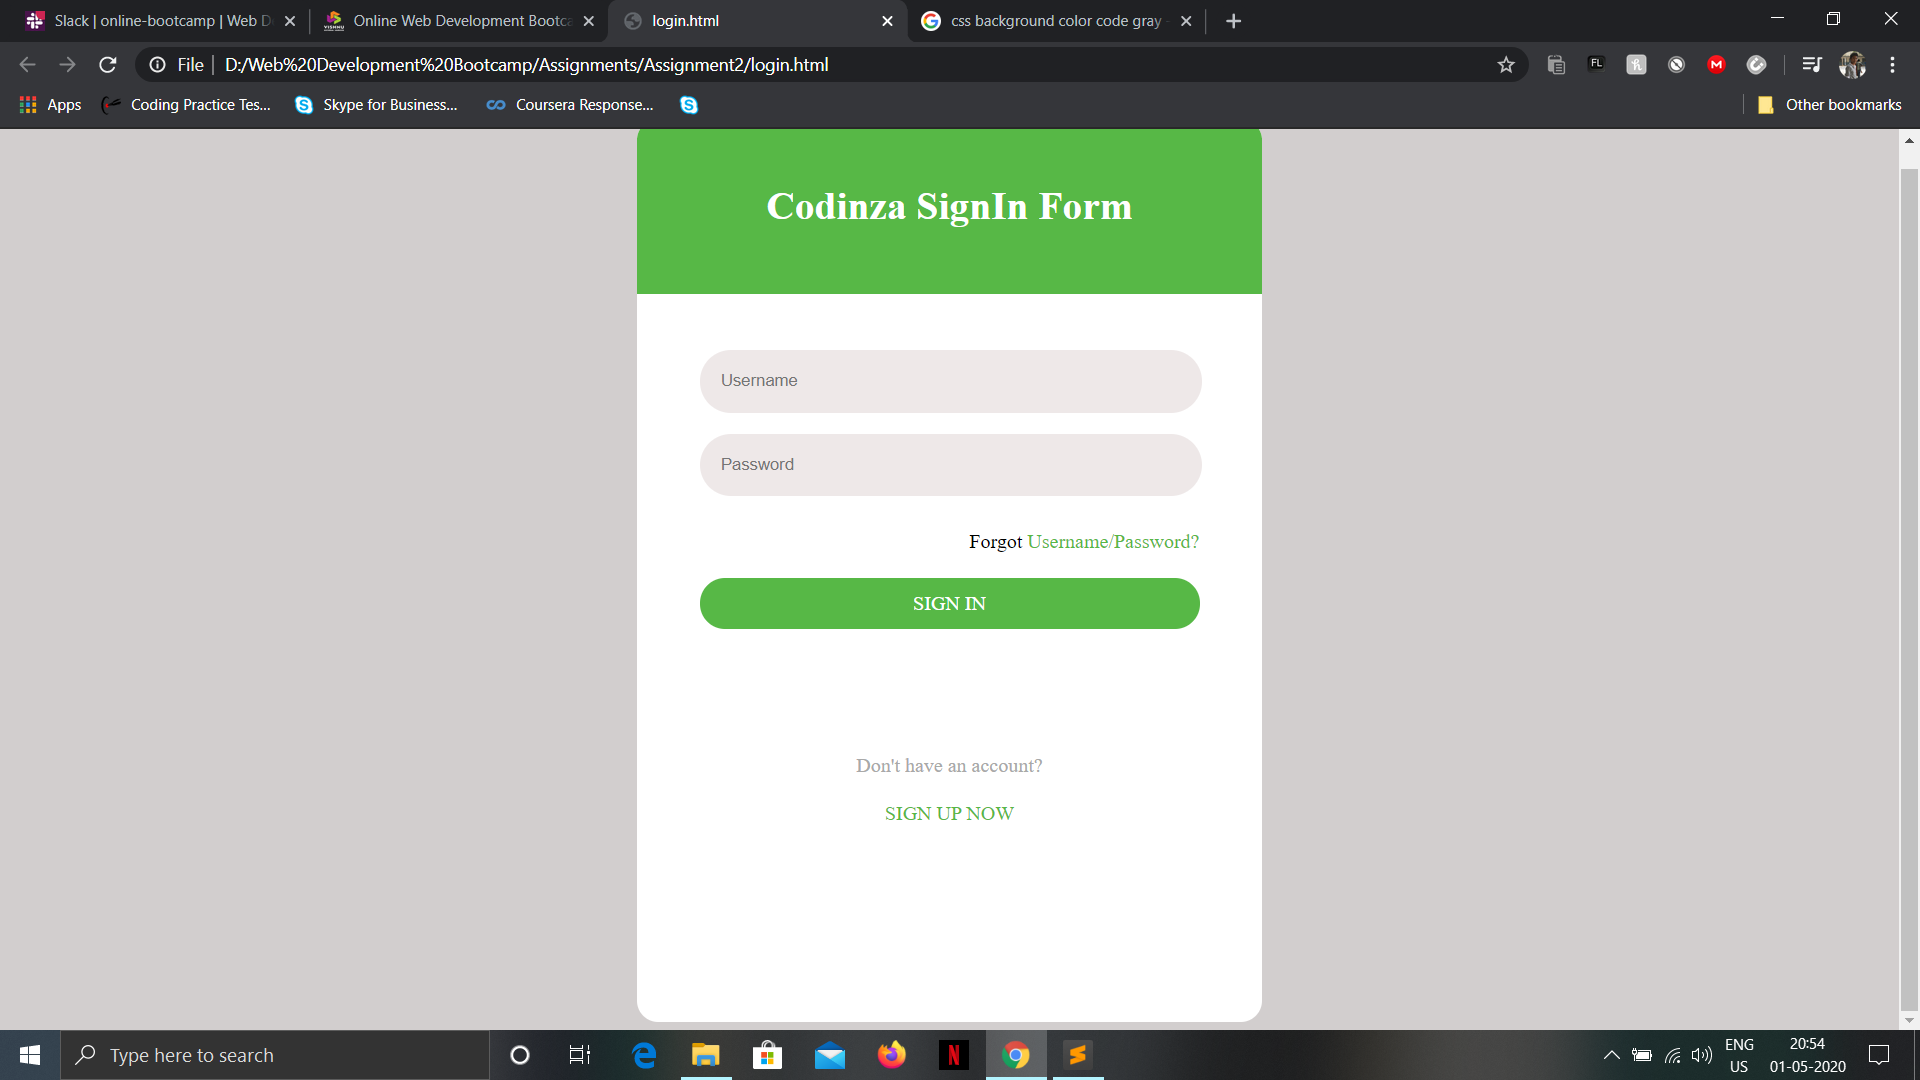 Slack | online-bootcamp | Web D
Online Web Development Bootca
login.html
css background color code gray -
File
D:/Web%20Development%20Bootcamp/Assignments/Assignment2/login.html
FL
Apps
Coding Practice Tes...
Skype for Business...
Coursera Response...
Other bookmarks
Codinza SignIn Form
Username
Password
Forgot Username/Password?
SIGN IN
Don't have an account?
SIGN UP NOW
Type here to search
ENG
US
20:54
01-05-2020